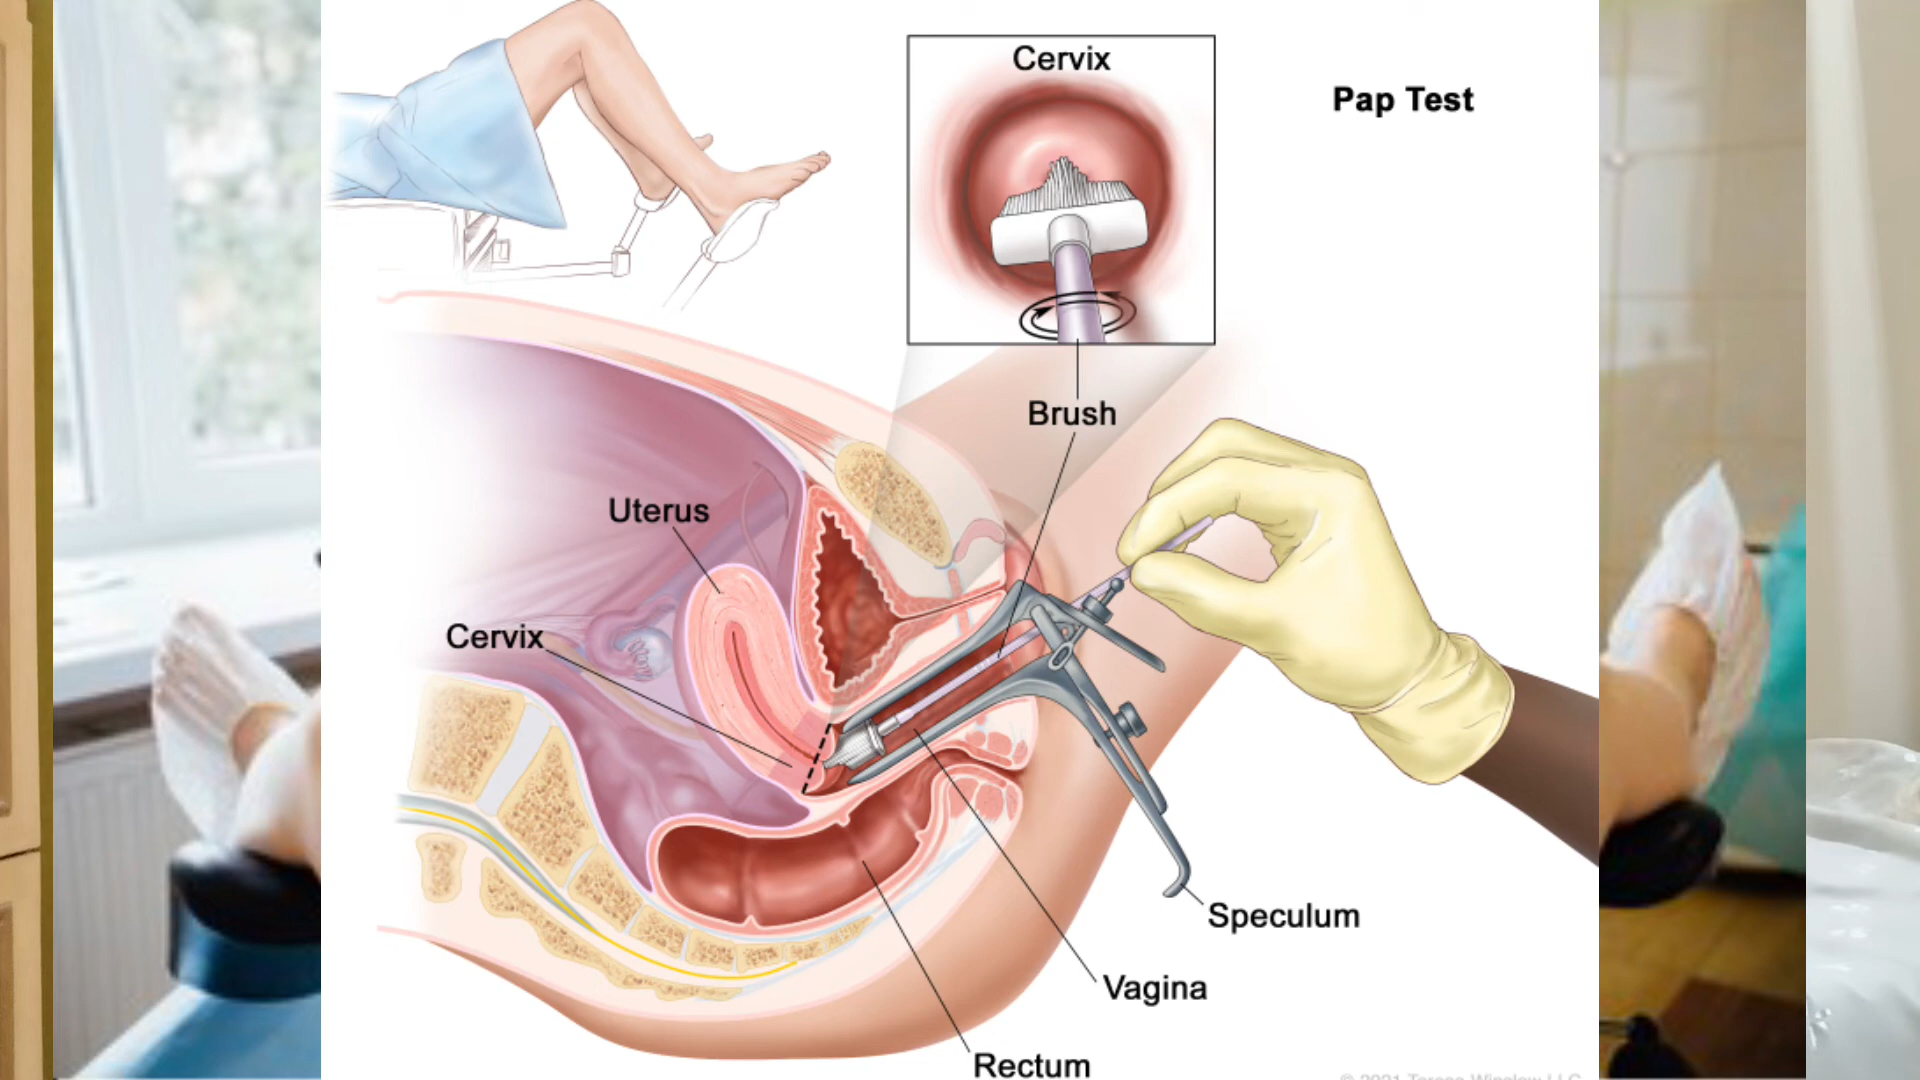 Cervix
Pap Test
Brush
Uterus
Cervix
Speculum
Vagina
Rectum